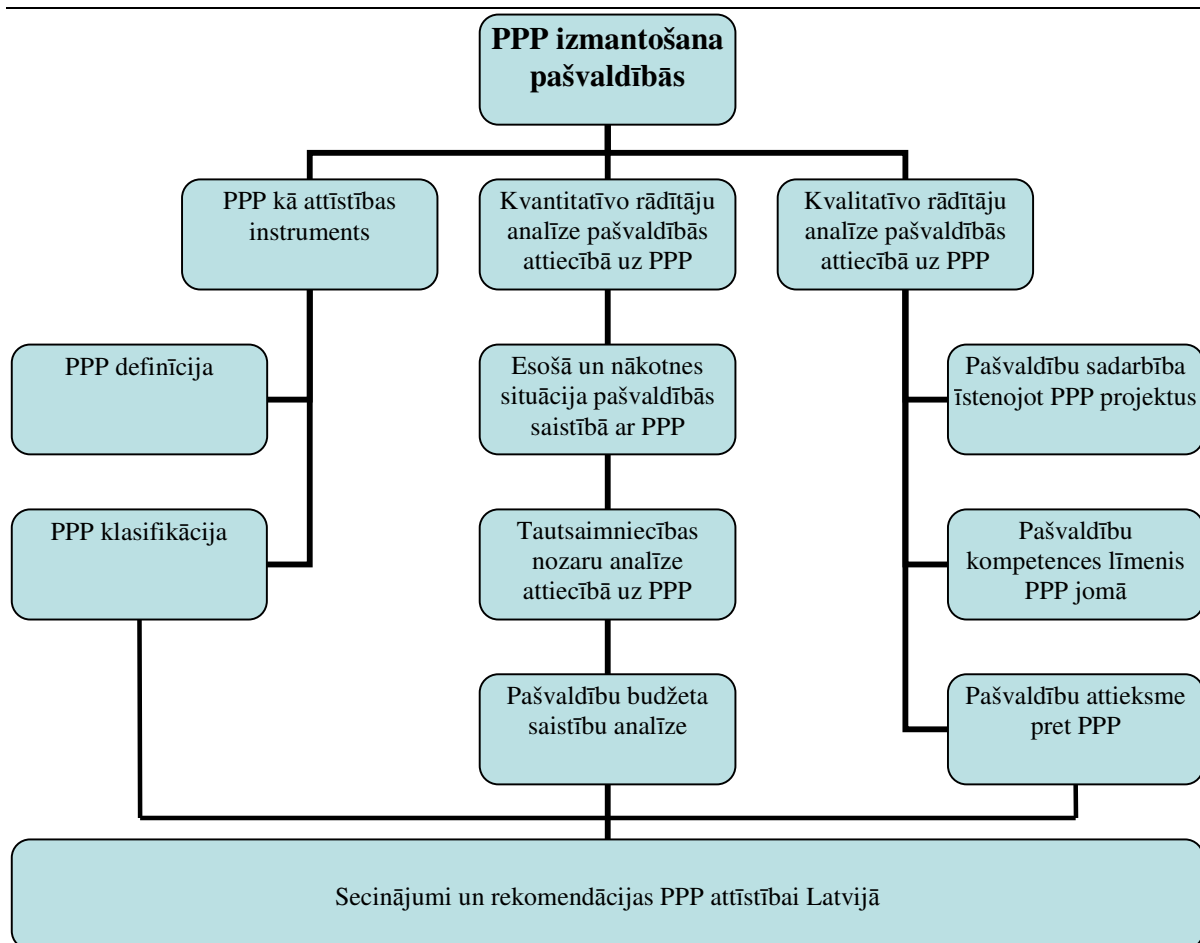 PPP izmantošana
pašvaldībās
PPP kā attīstības
instruments
Kvantitatīvo rādītāju
analīze pašvaldībās
attiecībā uz PPP
Kvalitatīvo rādītāju
analīze pašvaldībās
attiecībā uz PPP
PPP definīcija
Esošā un nākotnes
situācija pašvaldībās
saistībā ar PPP
Pašvaldību sadarbība
īstenojot PPP projektus
PPP klasifikācija
Tautsaimniecības
nozaru analīze
attiecībā uz PPP
Pašvaldību
kompetences līmenis
PPP jomā
Pašvaldību budžeta
saistību analīze
Pašvaldību attieksme
pret PPP
Secinājumi un rekomendācijas PPP attīstībai Latvijā